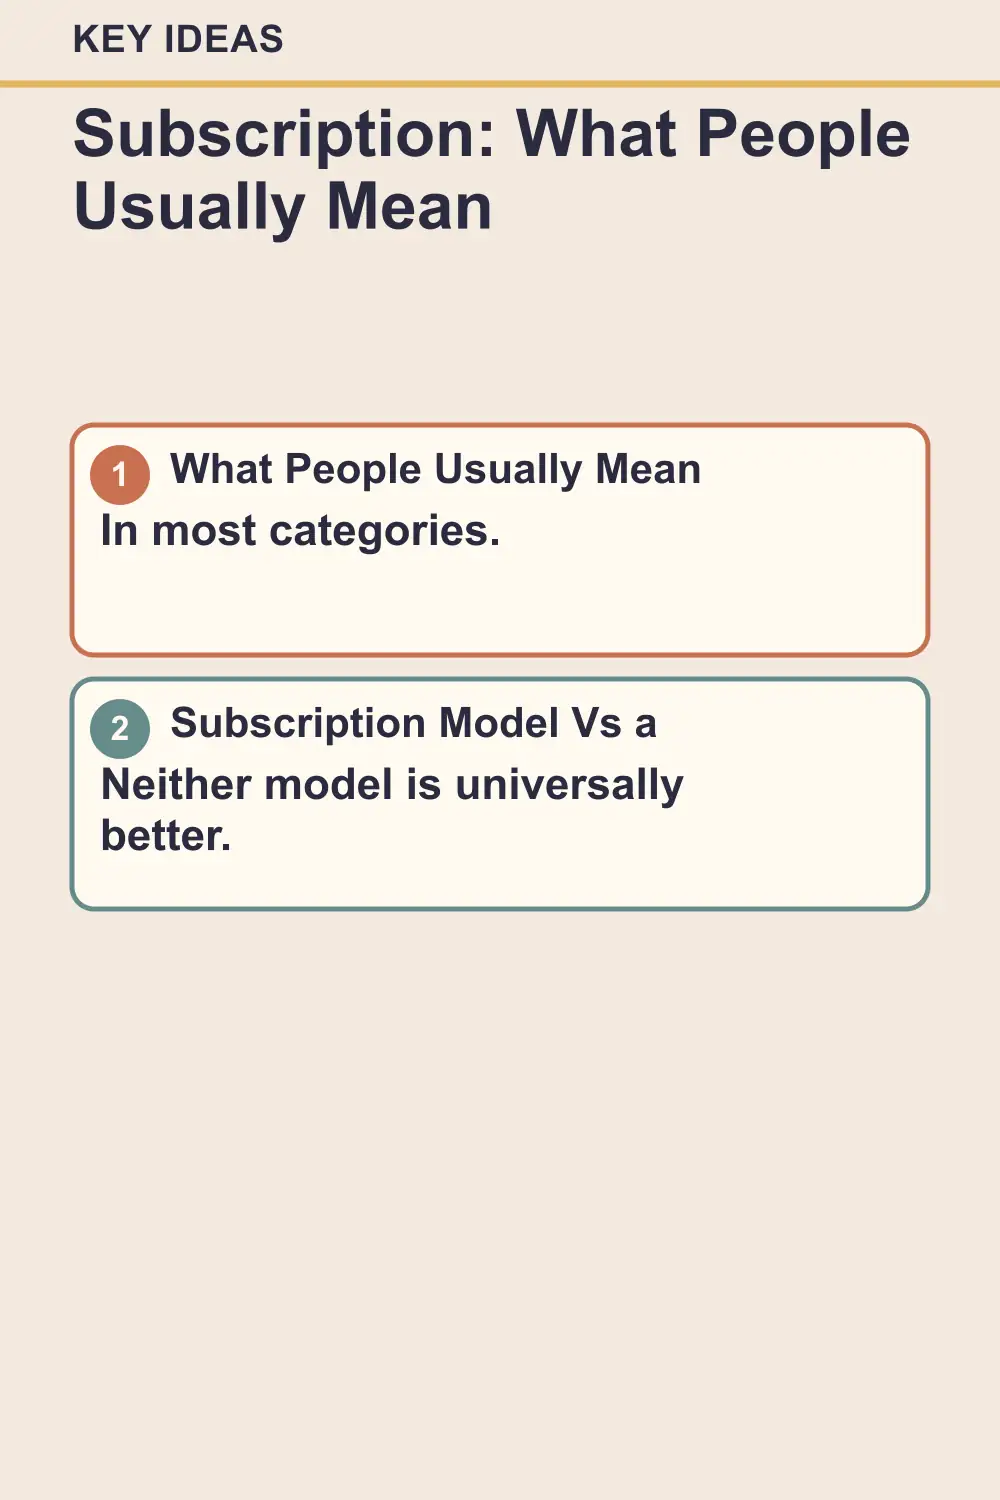 KEY IDEAS
Subscription: What People
Usually Mean
1 What People Usually Mean
In most categories.
2 Subscription Model Vs a
Neither model is universally
better.